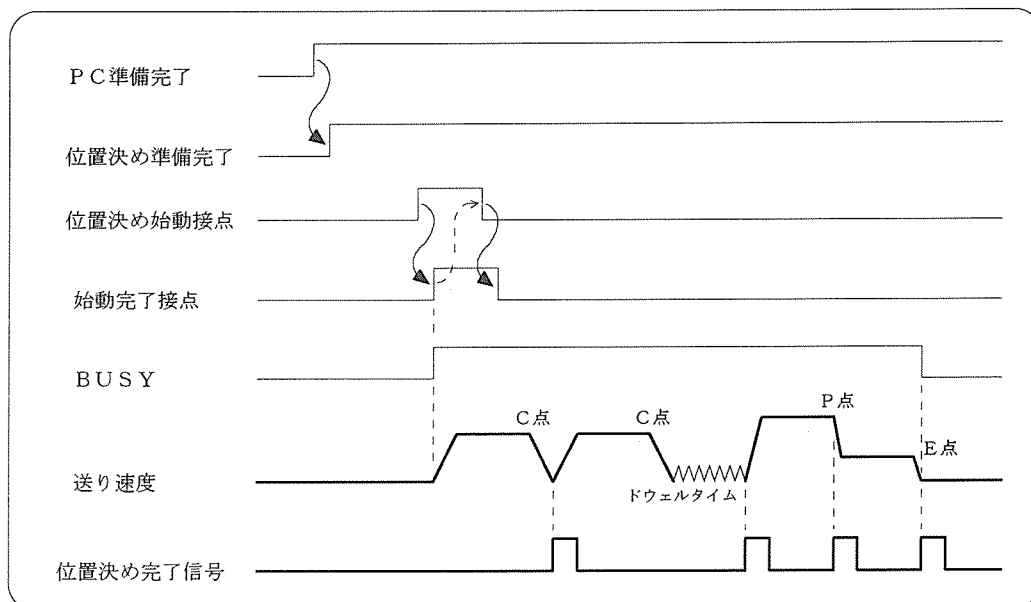 ＰＣ準備完了
位置決め準備完了
位置決め始動接点
始動完了接点
ＢＵＳＹ
Ｃ点
Ｃ点
Ｐ点
Ｅ点
送り速度
ドウェルタイム
位置決め完了信号